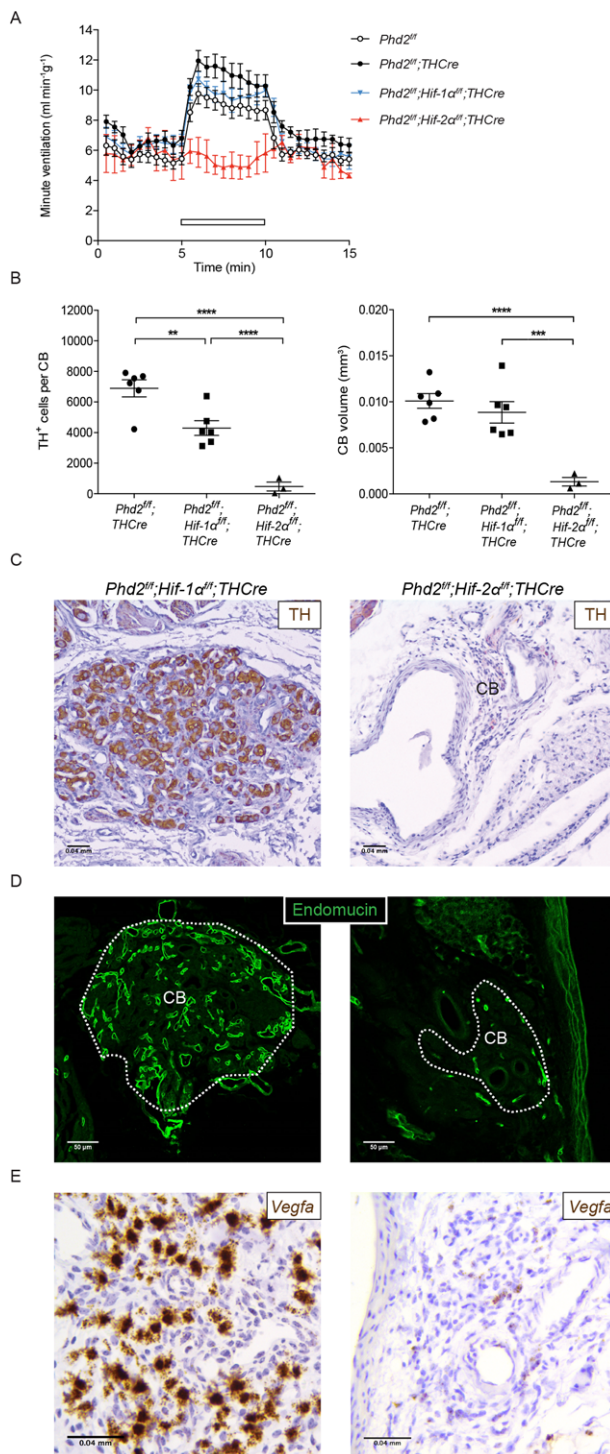 A
Minute ventilation (ml min⁻¹g⁻¹)
14
12
10
8
6
4
2
0
0 5 10 15
Time (min)
Phd2f/f
Phd2f/f;THCre
Phd2f/f;Hif-1αf/f;THCre
Phd2f/f;Hif-2αf/f;THCre
B
TH+ cells per CB
10000
8000
6000
4000
2000
0
****
** ****
Phd2f/f; Phd2f/f; Phd2f/f;
THCre Hif-1αf/f; Hif-2αf/f;
THCre THCre
CB volume (mm³)
0.020
0.015
0.010
0.005
0.000
****
***
Phd2f/f; Phd2f/f; Phd2f/f;
THCre Hif-1αf/f; Hif-2αf/f;
THCre THCre
C
Phd2f/f;Hif-1αf/f;THCre Phd2f/f;Hif-2αf/f;THCre
TH TH
CB
0.04 mm 0.04 mm
D
Endomucin
CB CB
50 µm 50 µm
E
Vegfa Vegfa
0.04 mm 0.04 mm